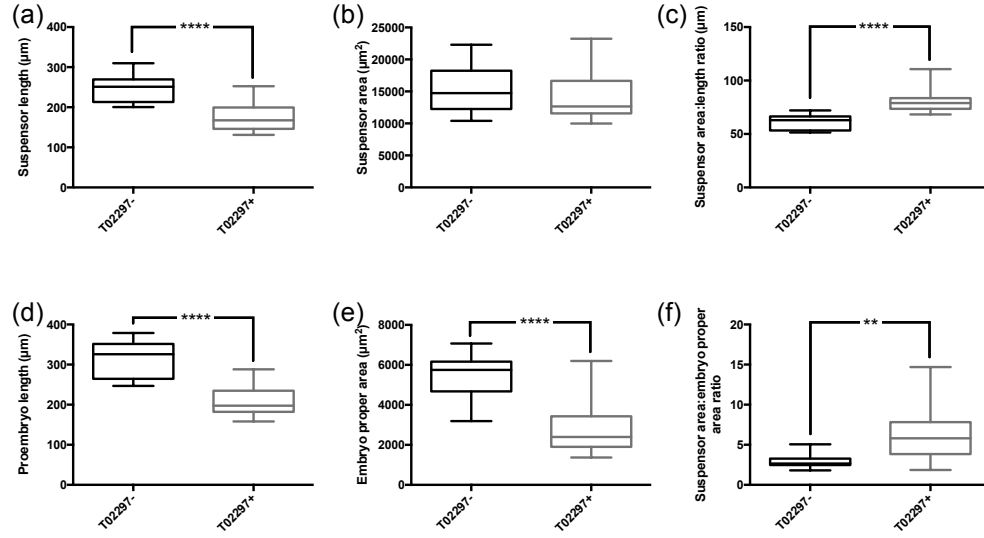 (a)
Suspensor length (μm)
400
300
200
100
0
****
T02297-
T02297+
(b)
Suspensor area (μm²)
25000
20000
15000
10000
5000
0
T02297-
T02297+
(c)
Suspensor area:length ratio (μm)
150
100
50
0
****
T02297-
T02297+
(d)
Proembryo length (μm)
400
300
200
100
0
****
T02297-
T02297+
(e)
Embryo proper area (μm²)
8000
6000
4000
2000
0
****
T02297-
T02297+
(f)
Suspensor area:embryo proper
area ratio
20
15
10
5
0
**
T02297-
T02297+